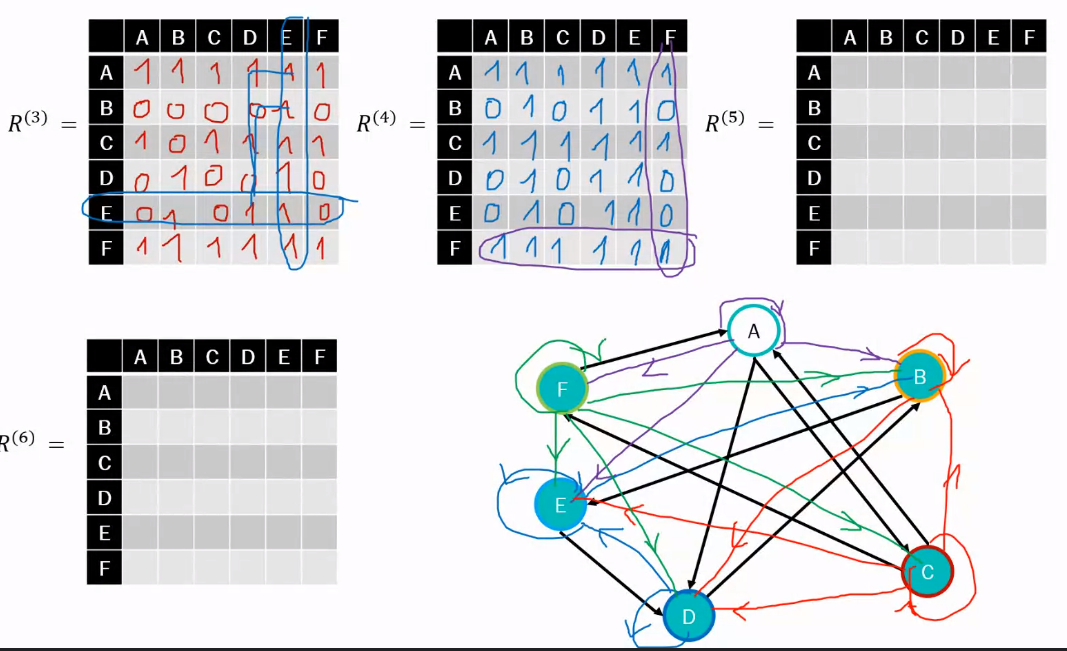 R(3) =
A B C D E F
A 1 1 1 1 1 1
B 0 0 0 0 1 0
C 1 0 1 1 1 1
D 0 1 0 0 1 0
E 0 1 0 1 1 0
F 1 1 1 1 1 1
R(4) =
A B C D E F
A 1 1 1 1 1 1
B 0 1 0 1 1 0
C 1 1 1 1 1 1
D 0 1 0 1 1 0
E 0 1 0 1 1 0
F 1 1 1 1 1 1
R(5) =
A B C D E F
A
B
C
D
E
F
R(6) =
A B C D E F
A
B
C
D
E
F
A
B
F
E
C
D